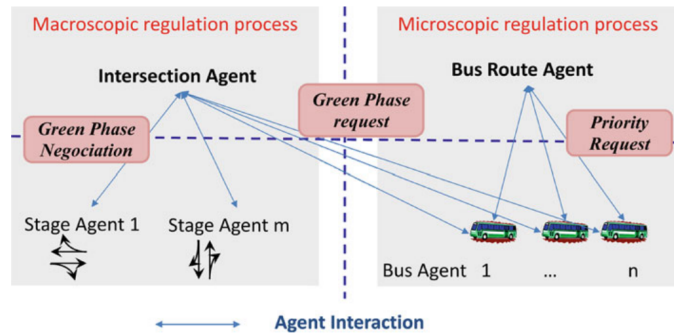 Macroscopic regulation process
Microscopic regulation process
Intersection Agent
Bus Route Agent
Green Phase
request
Green Phase
Negociation
Priority
Request
Stage Agent 1
Stage Agent m
Bus Agent 1 ... n
Agent Interaction